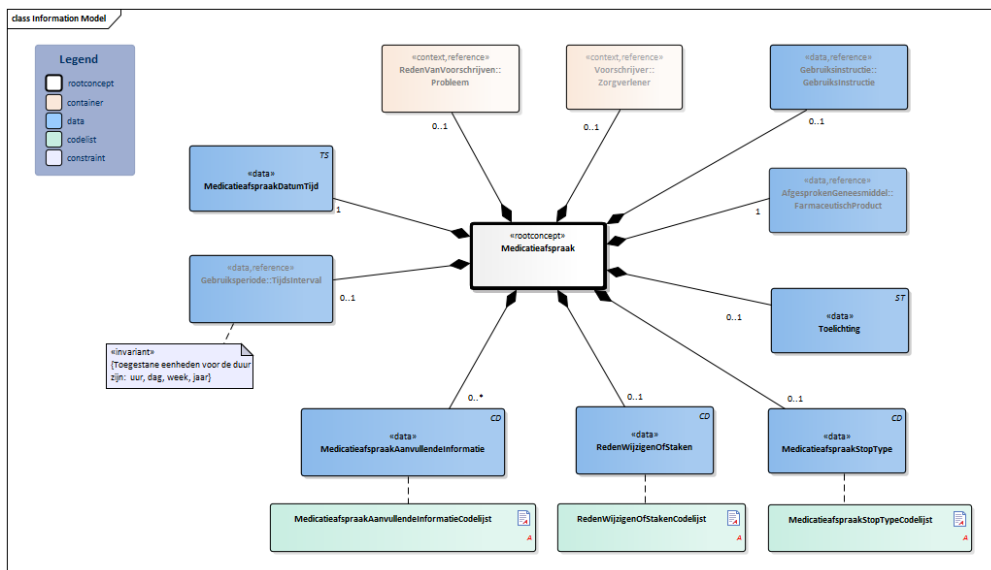 class Information Model
Legend
rootconcept
container
data
codelist
constraint
«context,reference»
RedenVanVoorschrijven::
Probleem
0..1
«context,reference»
Voorschrijver::
Zorgverlener
0..1
«data,reference»
Gebruiksinstructie::
GebruiksInstructie
0..1
TS
«data»
MedicatieafspraakDatumTijd
1
«data,reference»
AfgesprokenGeneesmiddel::
FarmaceutischProduct
1
«rootconcept»
Medicatieafspraak
«data,reference»
Gebruiksperiode::TijdsInterval
0..1
ST
«data»
Toelichting
0..1
«invariant»
{Toegestane eenheden voor de duur
zijn: uur, dag, week, jaar}
0..*
0..1
0..1
CD
«data»
MedicatieafspraakAanvullendeInformatie
CD
«data»
RedenWijzigenOfStaken
CD
«data»
MedicatieafspraakStopType
MedicatieafspraakAanvullendeInformatieCodelijst
A
RedenWijzigenOfStakenCodelijst
A
MedicatieafspraakStopTypeCodelijst
A